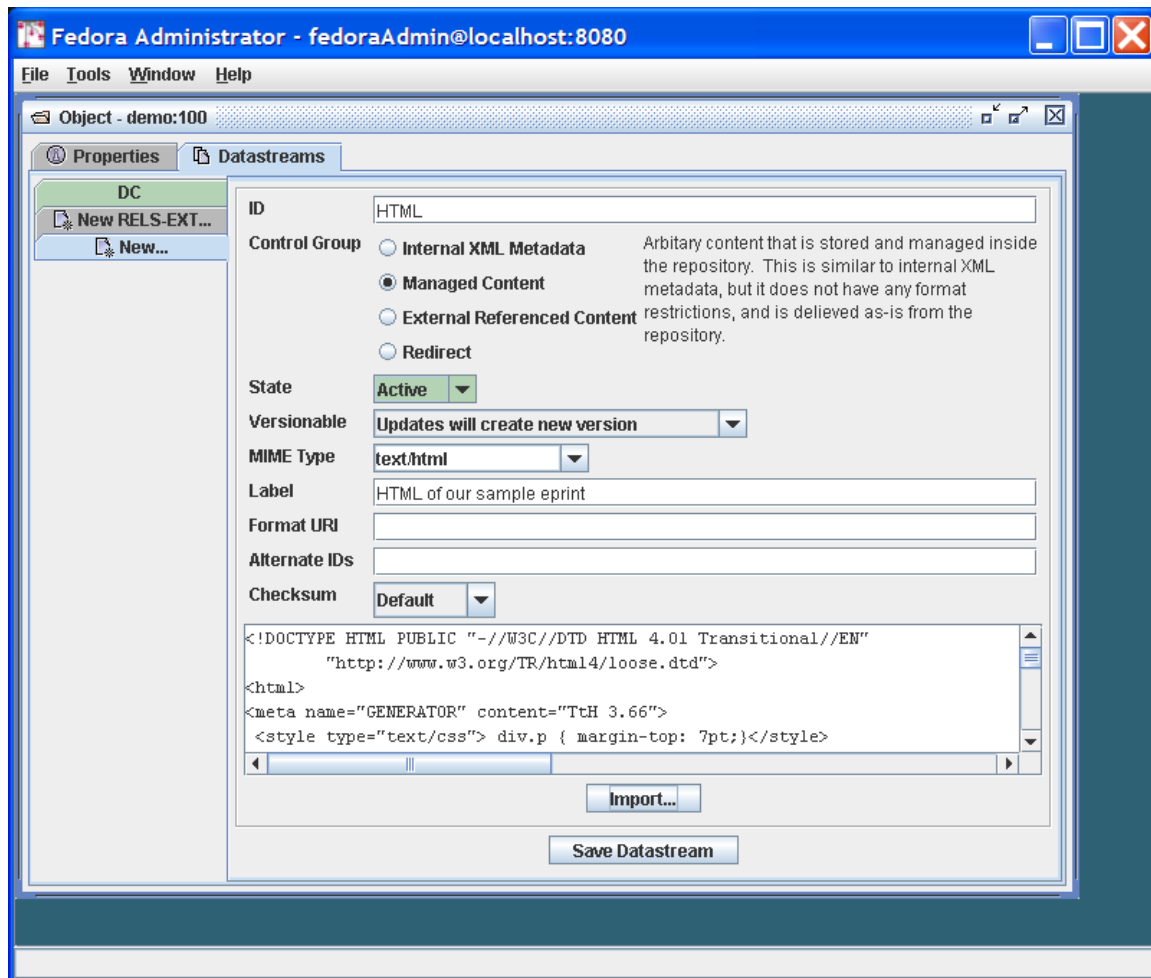 Fedora Administrator - fedoraAdmin@localhost:8080
File Tools Window Help
Object - demo:100
Properties Datastreams
DC
New RELS-EXT...
New...
ID HTML
Control Group
Internal XML Metadata
Managed Content
External Referenced Content
Redirect
Arbitary content that is stored and managed inside
the repository. This is similar to internal XML
metadata, but it does not have any format
restrictions, and is delieved as-is from the
repository.
State Active
Versionable Updates will create new version
MIME Type text/html
Label HTML of our sample eprint
Format URI
Alternate IDs
Checksum Default
<!DOCTYPE HTML PUBLIC "-//W3C//DTD HTML 4.01 Transitional//EN"
"http://www.w3.org/TR/html4/loose.dtd">
<html>
<meta name="GENERATOR" content="TtH 3.66">
<style type="text/css"> div.p { margin-top: 7pt;}</style>
Import...
Save Datastream